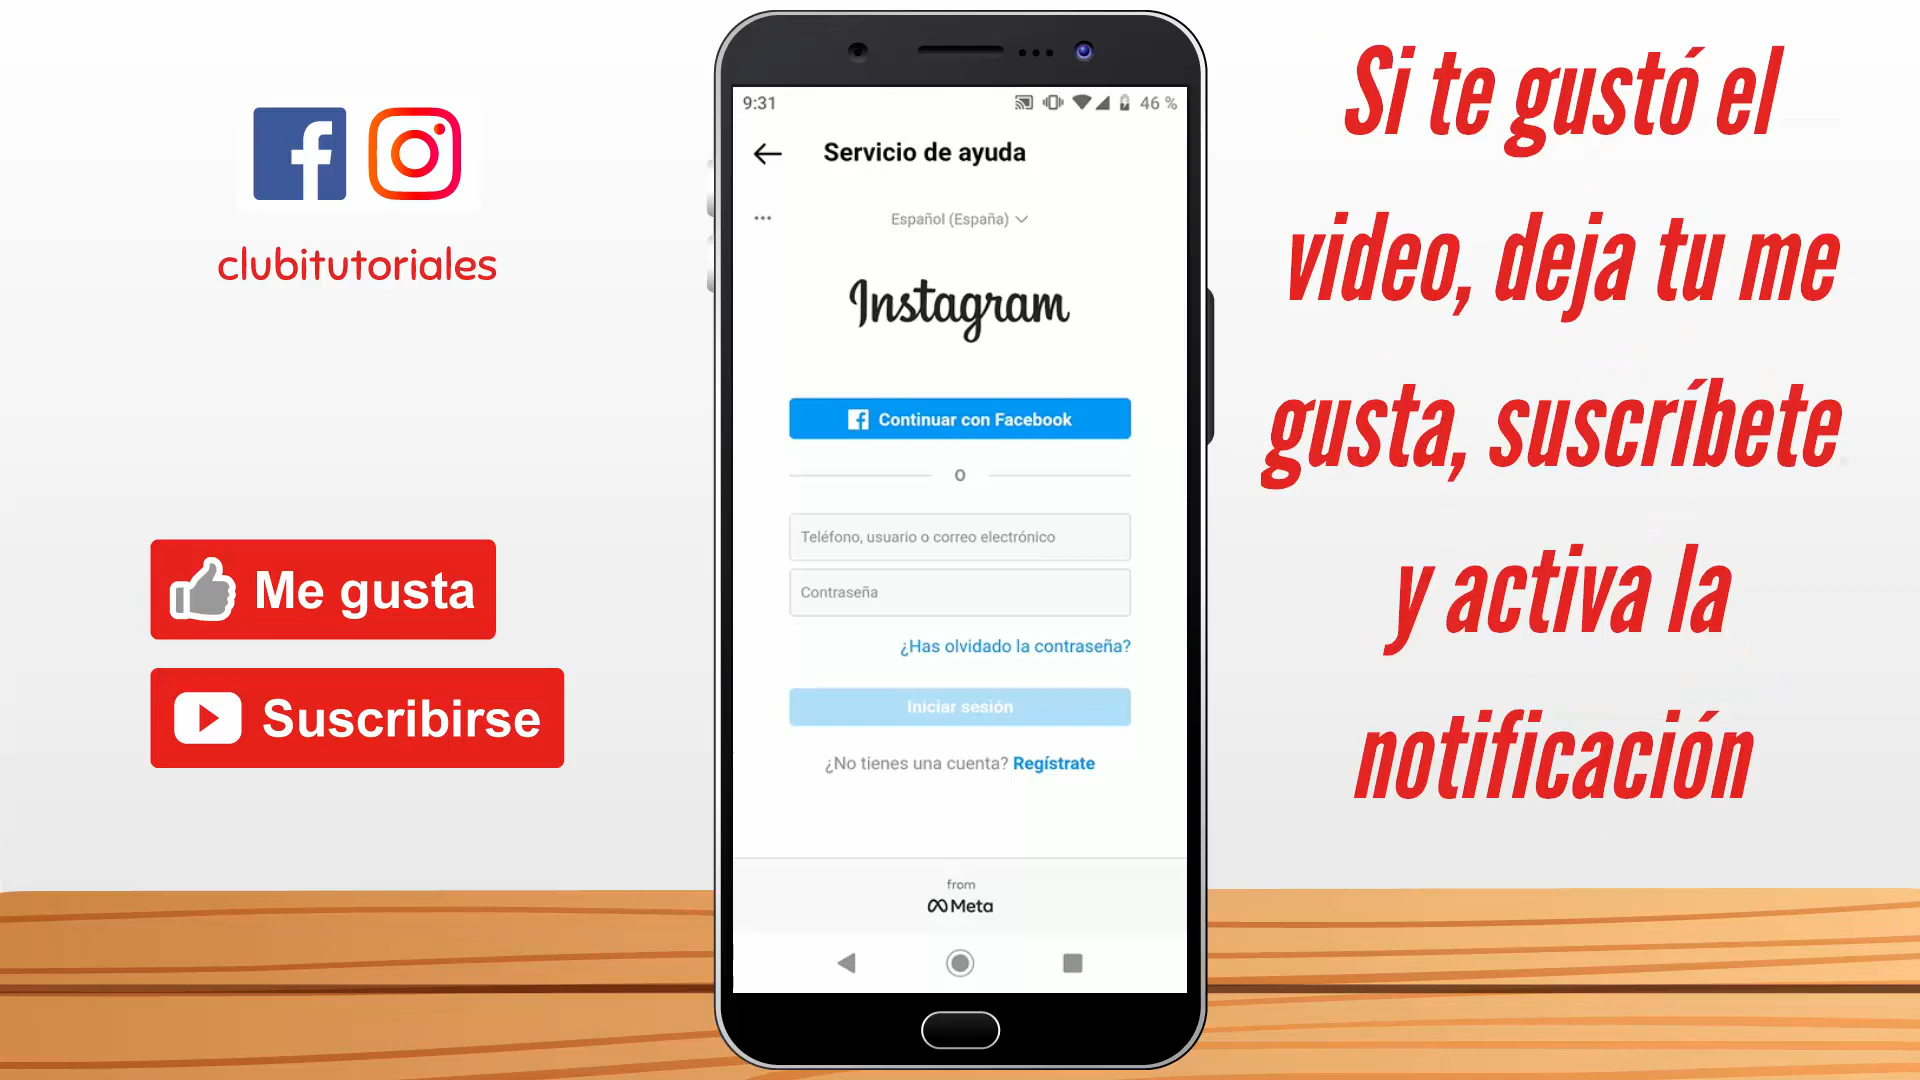 clubitutoriales
Me gusta
Suscribirse
9:31
46 %
Servicio de ayuda
Español (España)
Instagram
Continuar con Facebook
O
Teléfono, usuario o correo electrónico
Contraseña
¿Has olvidado la contraseña?
Iniciar sesión
¿No tienes una cuenta? Regístrate
from
Meta
Si te gustó el
video, deja tu me
gusta, suscríbete
y activa la
notificación